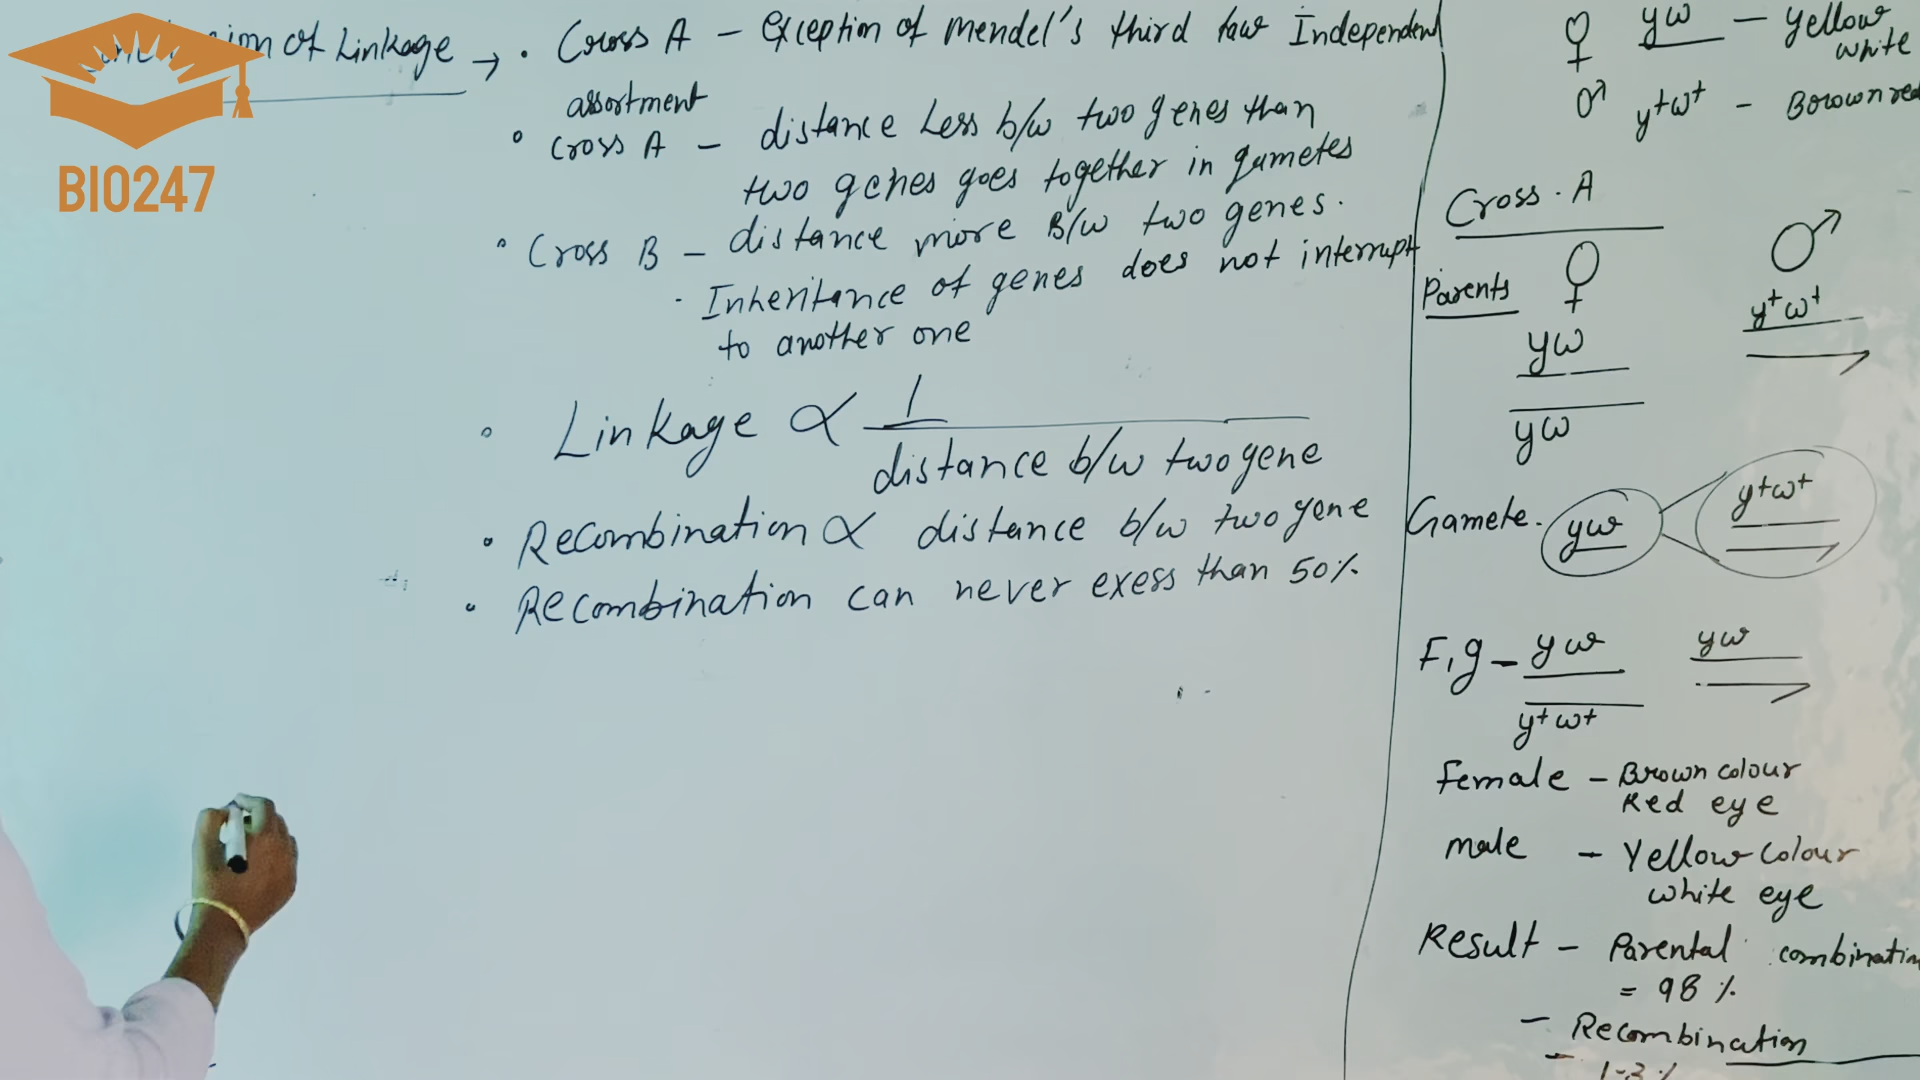 BIO247
of Linkage → • Cross A – Exception of Mendel's third law Independent
assortment
• Cross A – distance Less b/w two genes than
two genes goes together in gametes
• Cross B – distance more B/w two genes.
• Inheritance of genes does not interrupt
to another one
• Linkage ∝ 1
distance b/w two gene
• Recombination ∝ distance b/w two gene
• Recombination can never exess than 50%
♀ yw – Yellow
white
♂ y+w+ – Brown red
Cross. A
Parents ♀ ♂
yw y+w+
yw
Gamete. yw y+w+
F1g – yw yw
y+w+
Female – Brown colour
Red eye
male – Yellow Colour
white eye
Result – Parental combination
= 98 %
– Recombination
– 1.3%